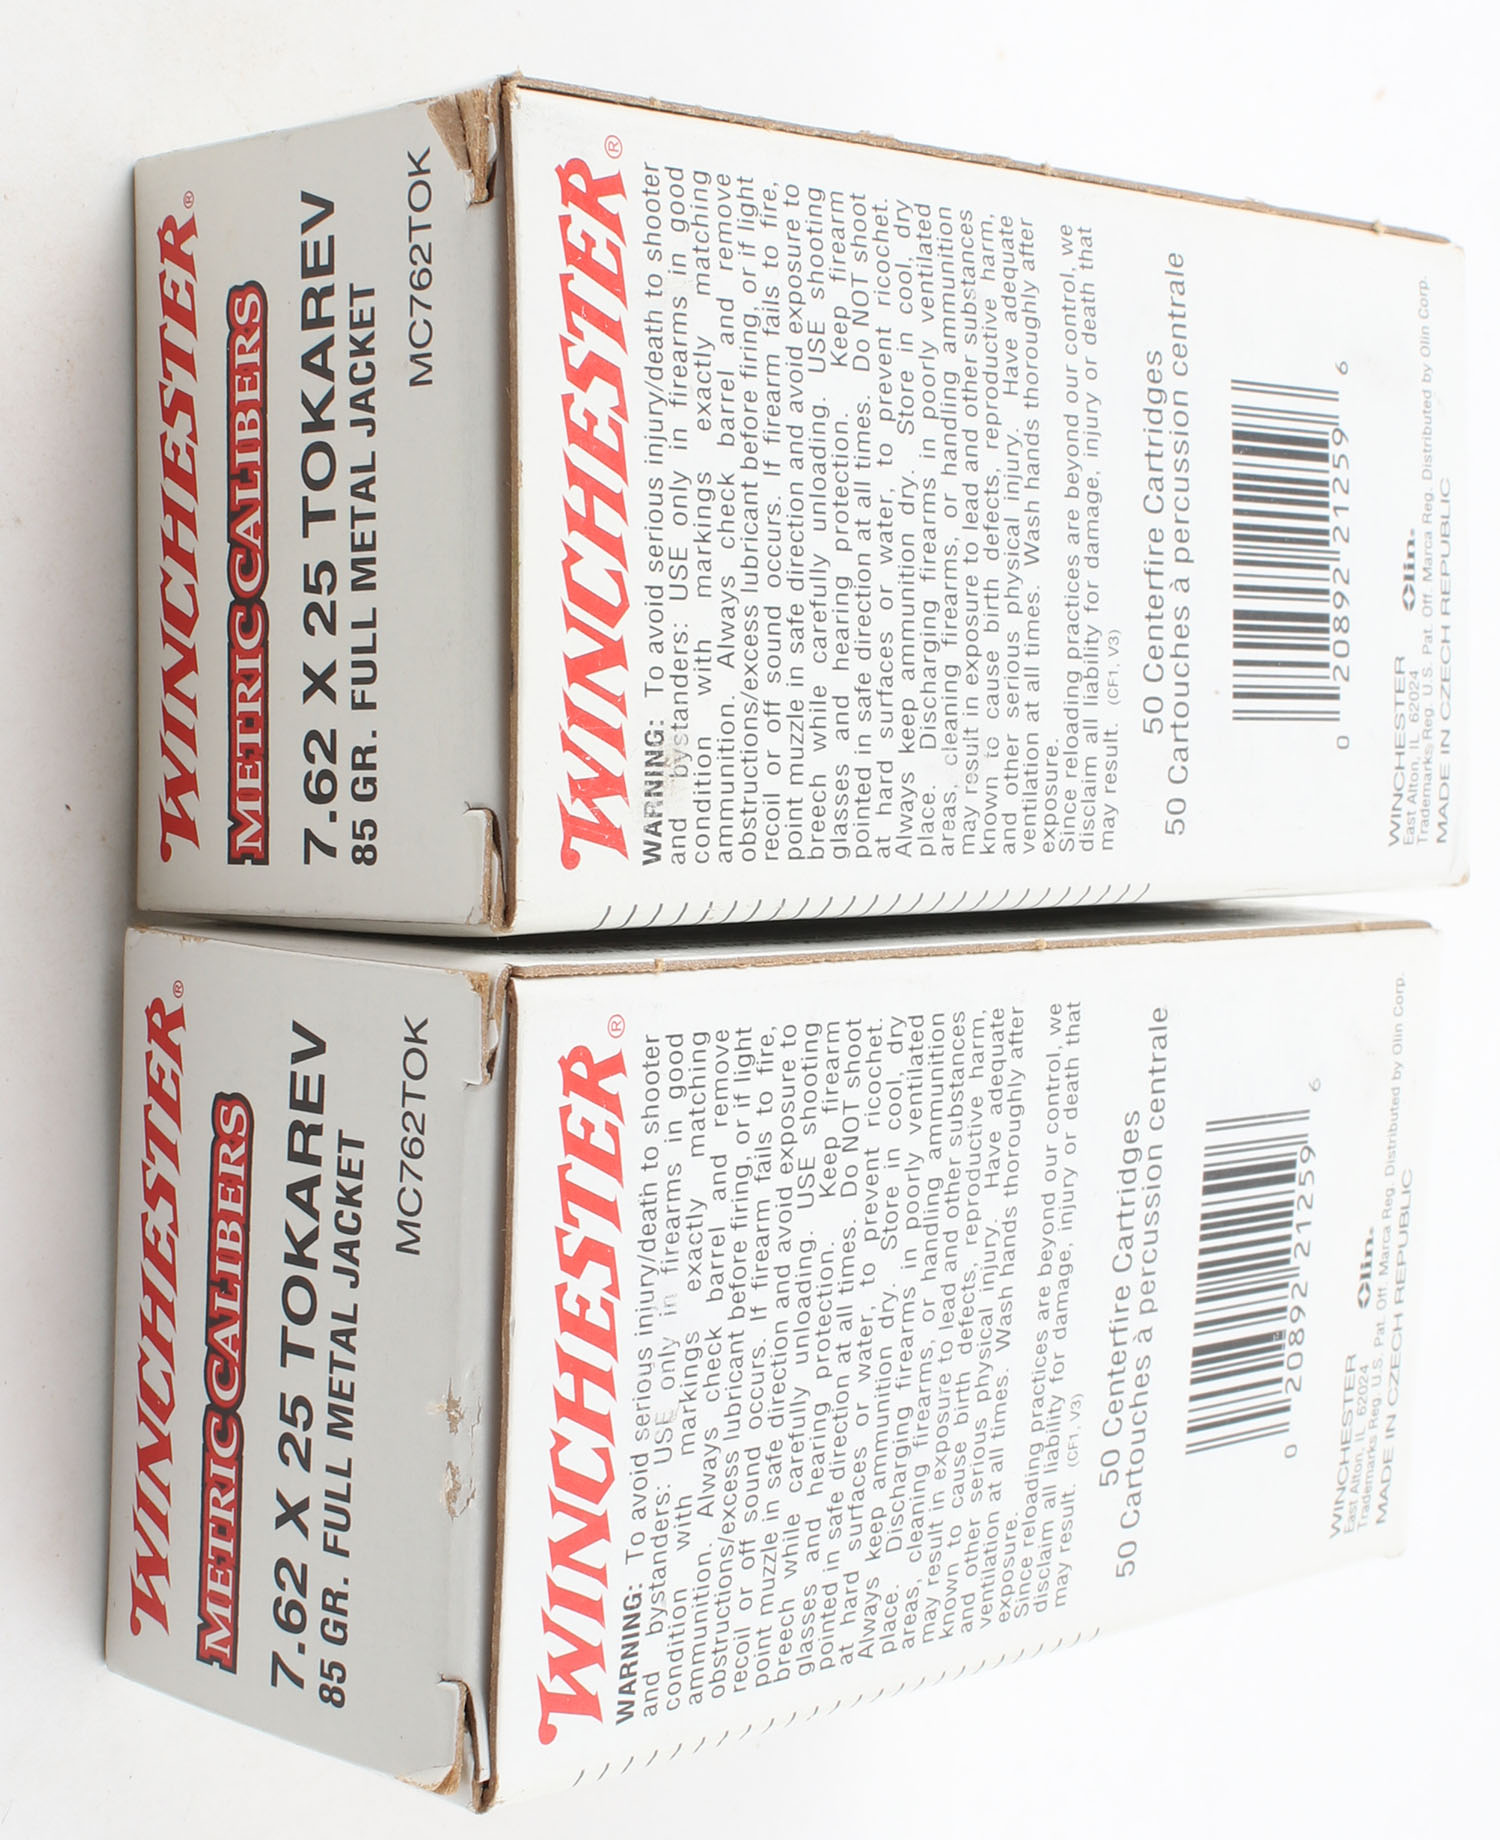 WINCHESTER®
METRIC CALIBERS
7.62 X 25 TOKAREV
85 GR. FULL METAL JACKET
MC762TOK
WINCHESTER®
WARNING: To avoid serious injury/death to shooter
and bystanders: USE only in firearms in good
condition with markings exactly matching
ammunition. Always check barrel and remove
obstructions/excess lubricant before firing, or if light
recoil or off sound occurs. If firearm fails to fire,
point muzzle in safe direction and avoid exposure to
breech while carefully unloading. USE shooting
glasses and hearing protection. Keep firearm
pointed in safe direction at all times. Do NOT shoot
at hard surfaces or water, to prevent ricochet.
Always keep ammunition dry. Store in cool, dry
place. Discharging firearms in poorly ventilated
areas, cleaning firearms, or handling ammunition
may result in exposure to lead and other substances
known to cause birth defects, reproductive harm,
and other serious physical injury. Have adequate
ventilation at all times. Wash hands thoroughly after
exposure.
Since reloading practices are beyond our control, we
disclaim all liability for damage, injury or death that
may result. (CF1, V3)
50 Centerfire Cartridges
50 Cartouches à percussion centrale
0 20892 21259 6
WINCHESTER
East Alton, IL 62024 Olin®
Trademarks Reg. U.S. Pat. Off. Marca Reg. Distributed by Olin Corp.
MADE IN CZECH REPUBLIC
WINCHESTER®
METRIC CALIBERS
7.62 X 25 TOKAREV
85 GR. FULL METAL JACKET
MC762TOK
WINCHESTER®
WARNING: To avoid serious injury/death to shooter
and bystanders: USE only in firearms in good
condition with markings exactly matching
ammunition. Always check barrel and remove
obstructions/excess lubricant before firing, or if light
recoil or off sound occurs. If firearm fails to fire,
point muzzle in safe direction and avoid exposure to
breech while carefully unloading. USE shooting
glasses and hearing protection. Keep firearm
pointed in safe direction at all times. Do NOT shoot
at hard surfaces or water, to prevent ricochet.
Always keep ammunition dry. Store in cool, dry
place. Discharging firearms in poorly ventilated
areas, cleaning firearms, or handling ammunition
may result in exposure to lead and other substances
known to cause birth defects, reproductive harm,
and other serious physical injury. Have adequate
ventilation at all times. Wash hands thoroughly after
exposure.
Since reloading practices are beyond our control, we
disclaim all liability for damage, injury or death that
may result. (CF1, V3)
50 Centerfire Cartridges
50 Cartouches à percussion centrale
0 20892 21259 6
WINCHESTER
East Alton, IL 62024 Olin®
Trademarks Reg. U.S. Pat. Off. Marca Reg. Distributed by Olin Corp.
MADE IN CZECH REPUBLIC